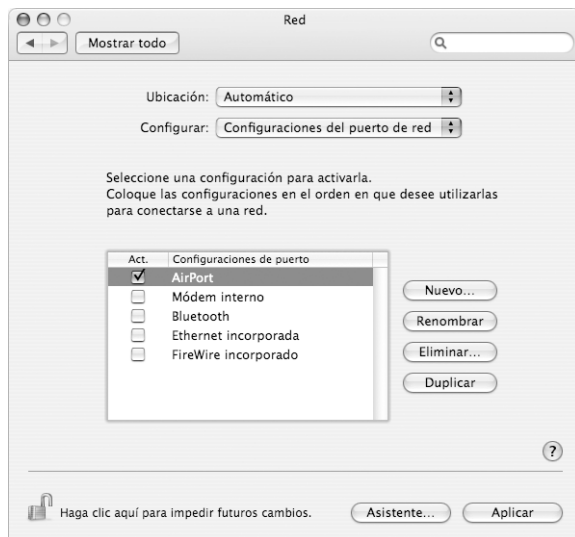 Red
Mostrar todo
Ubicación: Automático
Configurar: Configuraciones del puerto de red
Seleccione una configuración para activarla.
Coloque las configuraciones en el orden en que desee utilizarlas
para conectarse a una red.
Act. Configuraciones de puerto
AirPort
Módem interno
Bluetooth
Ethernet incorporada
FireWire incorporado
Nuevo...
Renombrar
Eliminar...
Duplicar
?
Haga clic aquí para impedir futuros cambios.
Asistente...
Aplicar